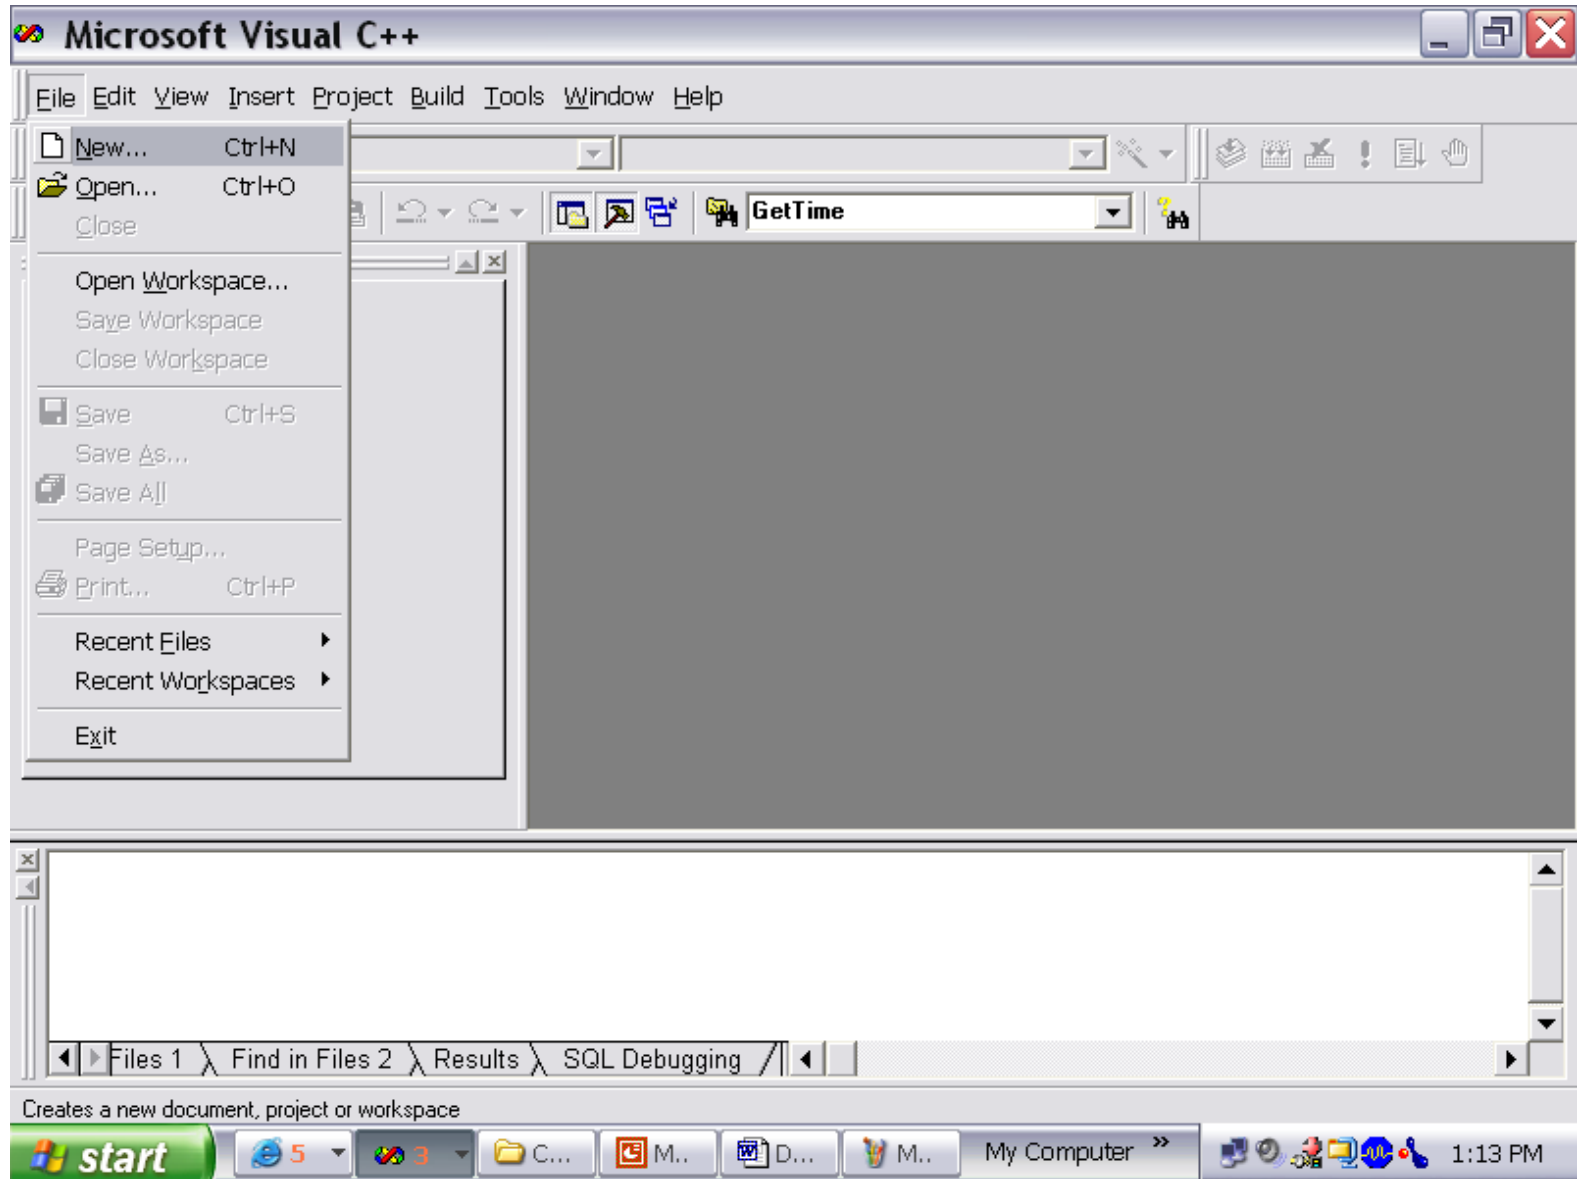 Microsoft Visual C++
File Edit View Insert Project Build Tools Window Help
New... Ctrl+N
Open... Ctrl+O
Close
GetTime
Open Workspace...
Save Workspace
Close Workspace
Save Ctrl+S
Save As...
Save All
Page Setup...
Print... Ctrl+P
Recent Files
Recent Workspaces
Exit
Files 1 Find in Files 2 Results SQL Debugging
Creates a new document, project or workspace
start 5 3 C... M.. D... M.. My Computer » 1:13 PM